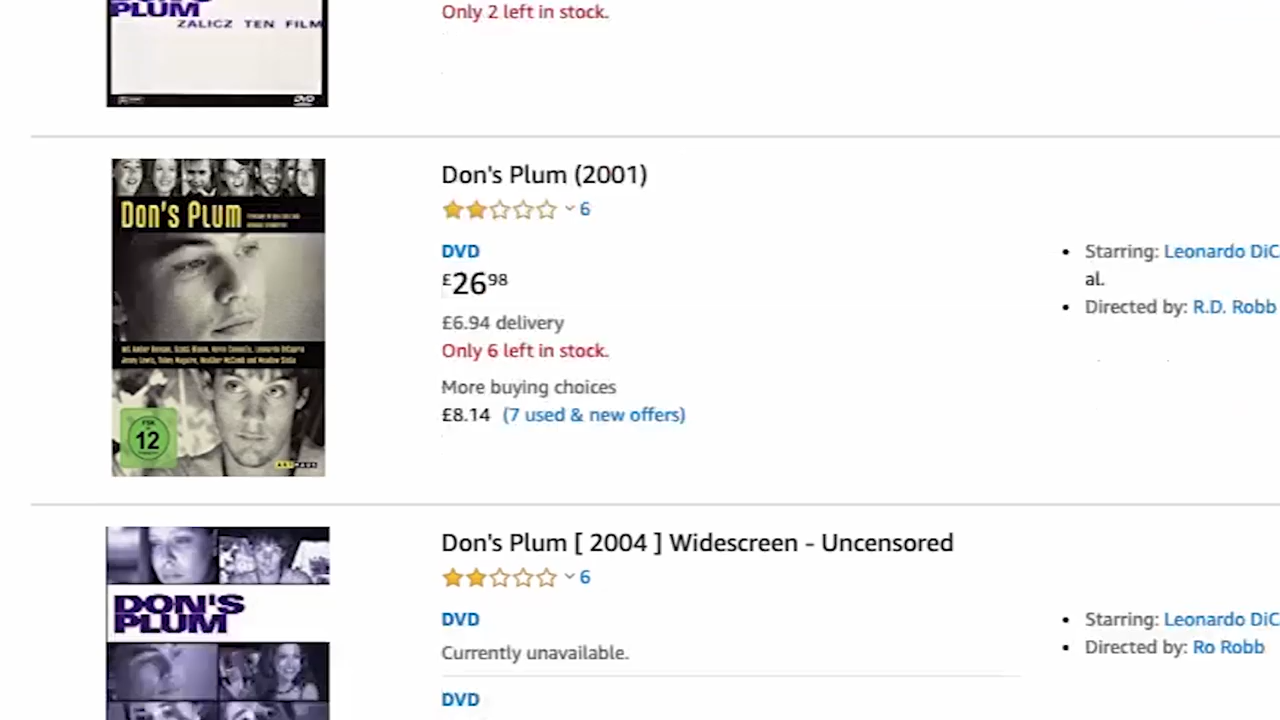 PLUM
ZALICZ TEN FILM
DVD
Only 2 left in stock.
Don's Plum
FSK
12
Don's Plum (2001)
6
DVD
£2698
£6.94 delivery
Only 6 left in stock.
More buying choices
£8.14 (7 used & new offers)
Starring: Leonardo DiC
al.
Directed by: R.D. Robb
DON'S
PLUM
Don's Plum [ 2004 ] Widescreen - Uncensored
6
DVD
Currently unavailable.
DVD
Starring: Leonardo DiC
Directed by: Ro Robb